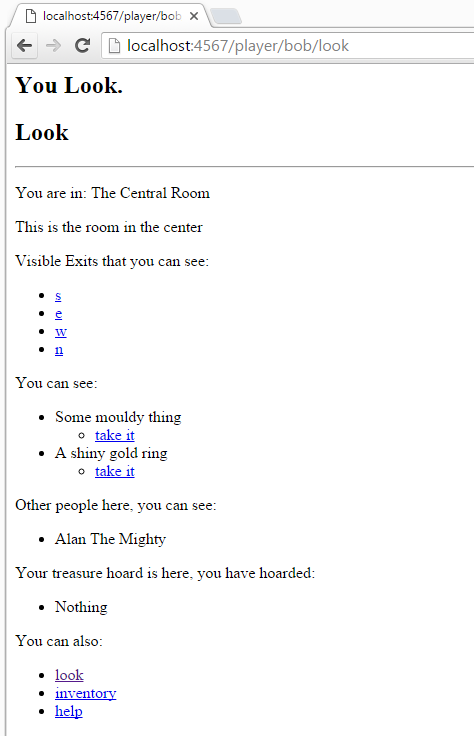 localhost:4567/player/bob
localhost:4567/player/bob/look
You Look.
Look
You are in: The Central Room
This is the room in the center
Visible Exits that you can see:
s
e
w
n
You can see:
Some mouldy thing
take it
A shiny gold ring
take it
Other people here, you can see:
Alan The Mighty
Your treasure hoard is here, you have hoarded:
Nothing
You can also:
look
inventory
help